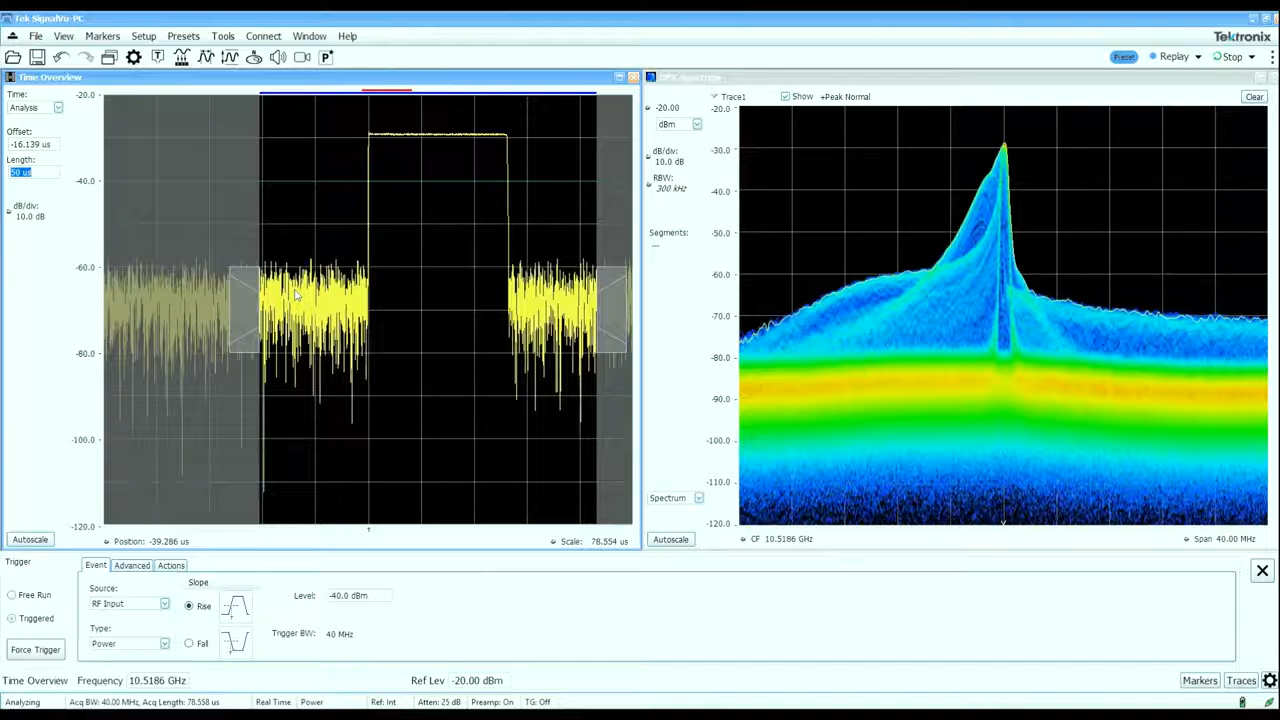 Tek SignalVu-PC
File View Markers Setup Presets Tools Connect Window Help
Tektronix
Preset Replay Stop
Time Overview
Time:
Analysis
Offset:
-16.139 us
Length:
50 us
dB/div:
10.0 dB
-20.0
-40.0
-60.0
-80.0
-100.0
-120.0
Autoscale
Position: -39.286 us
Scale: 78.554 us
Trace1 Show +Peak Normal
Clear
-20.00
dBm
dB/div:
10.0 dB
RBW:
300 kHz
Segments:
---
Spectrum
Autoscale
-20.0
-30.0
-40.0
-50.0
-60.0
-70.0
-80.0
-90.0
-100.0
-110.0
-120.0
CF 10.5186 GHz
Span 40.00 MHz
Trigger
Free Run
Triggered
Force Trigger
Event Advanced Actions
Source:
RF Input
Type:
Power
Slope
Rise
Fall
Level: -40.0 dBm
Trigger BW: 40 MHz
Time Overview Frequency 10.5186 GHz Ref Lev -20.00 dBm Markers Traces
Analyzing Acq BW: 40.00 MHz, Acq Length: 78.558 us Real Time Power Ref: Int Atten: 25 dB Preamp: On TG: Off